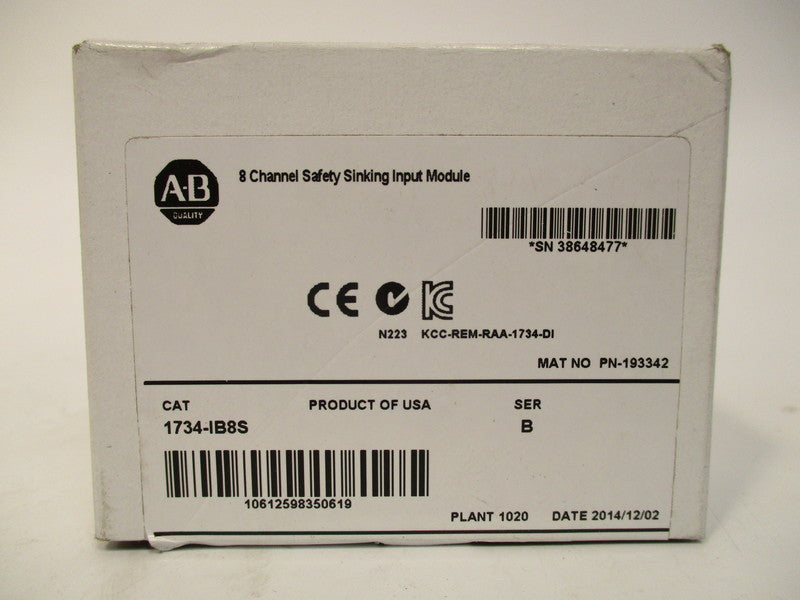 A-B
QUALITY
8 Channel Safety Sinking Input Module
*SN 38648477*
CE
N223 KCC-REM-RAA-1734-DI
MAT NO PN-193342
CAT PRODUCT OF USA SER
1734-IB8S B
10612598350619
PLANT 1020 DATE 2014/12/02